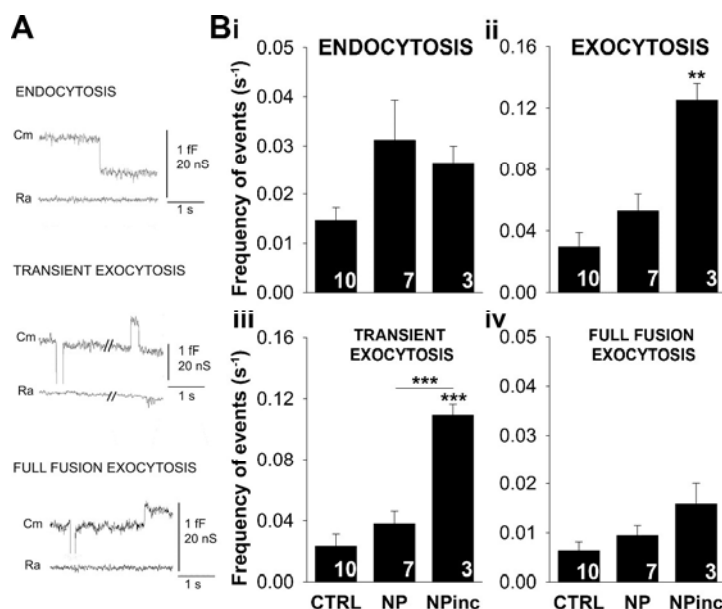 A
ENDOCYTOSIS
Cm
1 fF
20 nS
Ra
1 s
TRANSIENT EXOCYTOSIS
Cm
1 fF
20 nS
Ra
1 s
FULL FUSION EXOCYTOSIS
Cm
1 fF
20 nS
Ra
1 s
Bi
ENDOCYTOSIS
Frequency of events (s-1)
0.05
0.04
0.03
0.02
0.01
0.00
10
7
3
ii
EXOCYTOSIS
0.16
0.12
0.08
0.04
0.00
**
10
7
3
iii
TRANSIENT
EXOCYTOSIS
Frequency of events (s-1)
0.16
0.12
0.08
0.04
0.00
***
***
10
7
3
CTRL NP NPinc
iv
FULL FUSION
EXOCYTOSIS
0.05
0.04
0.03
0.02
0.01
0.00
10
7
3
CTRL NP NPinc